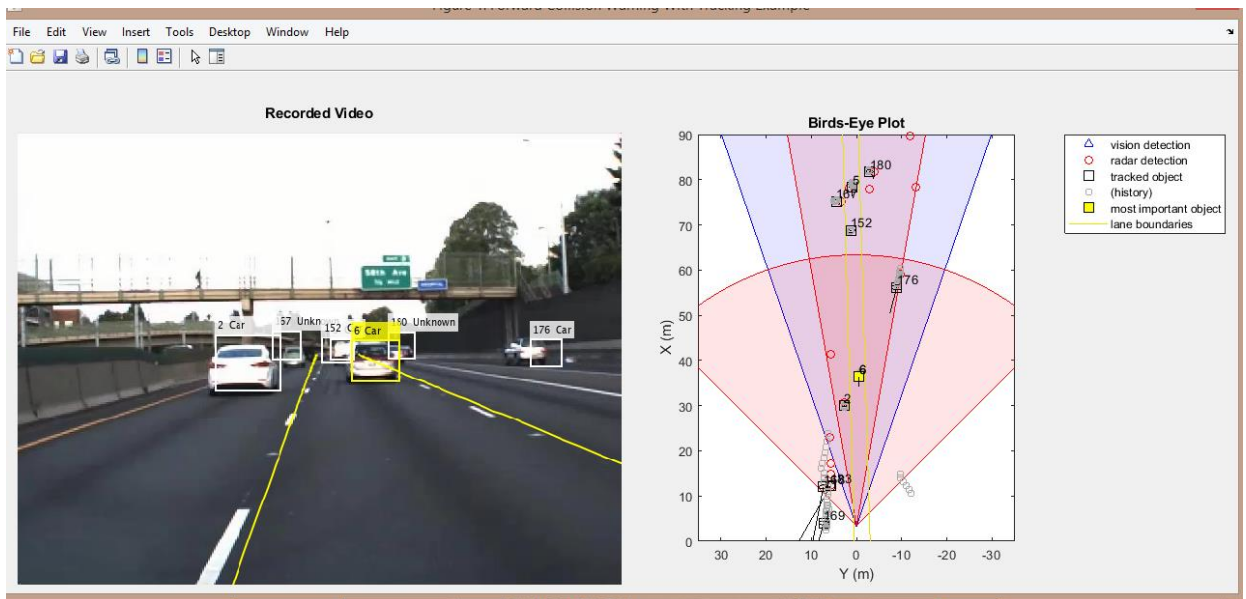 Figure 1: Forward Collision Warning With Tracking Example
File Edit View Insert Tools Desktop Window Help
Recorded Video
58th Ave
2 Car
57 Unkn
152 C
6 Car
160 Unknown
176 Car
Birds-Eye Plot
90
80
70
60
50
40
30
20
10
0
X (m)
180
5
167
152
176
6
2
169
30 20 10 0 -10 -20 -30
Y (m)
vision detection
radar detection
tracked object
(history)
most important object
lane boundaries